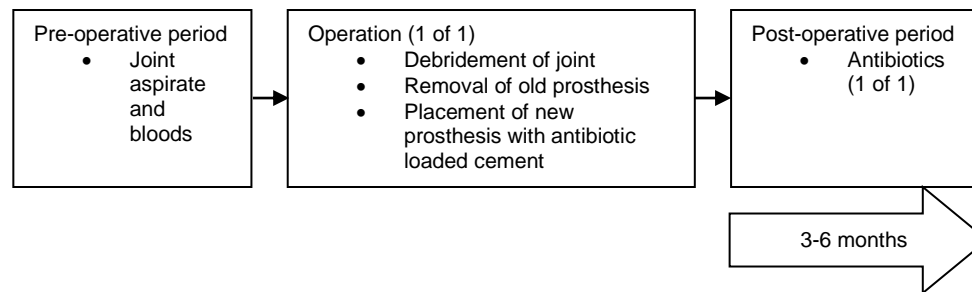 Pre-operative period
• Joint
aspirate
and
bloods
Operation (1 of 1)
• Debridement of joint
• Removal of old prosthesis
• Placement of new
prosthesis with antibiotic
loaded cement
Post-operative period
• Antibiotics
(1 of 1)
3-6 months